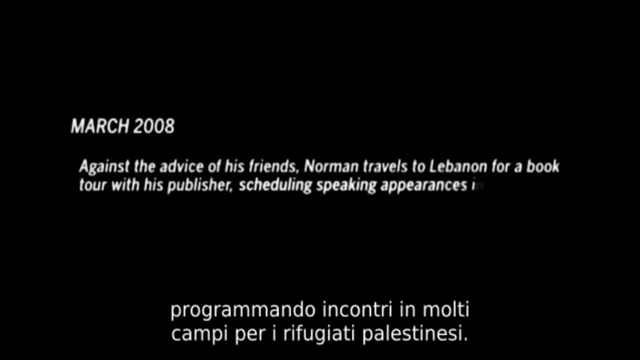 MARCH 2008
Against the advice of his friends, Norman travels to Lebanon for a book
tour with his publisher, scheduling speaking appearances i
programmando incontri in molti
campi per i rifugiati palestinesi.